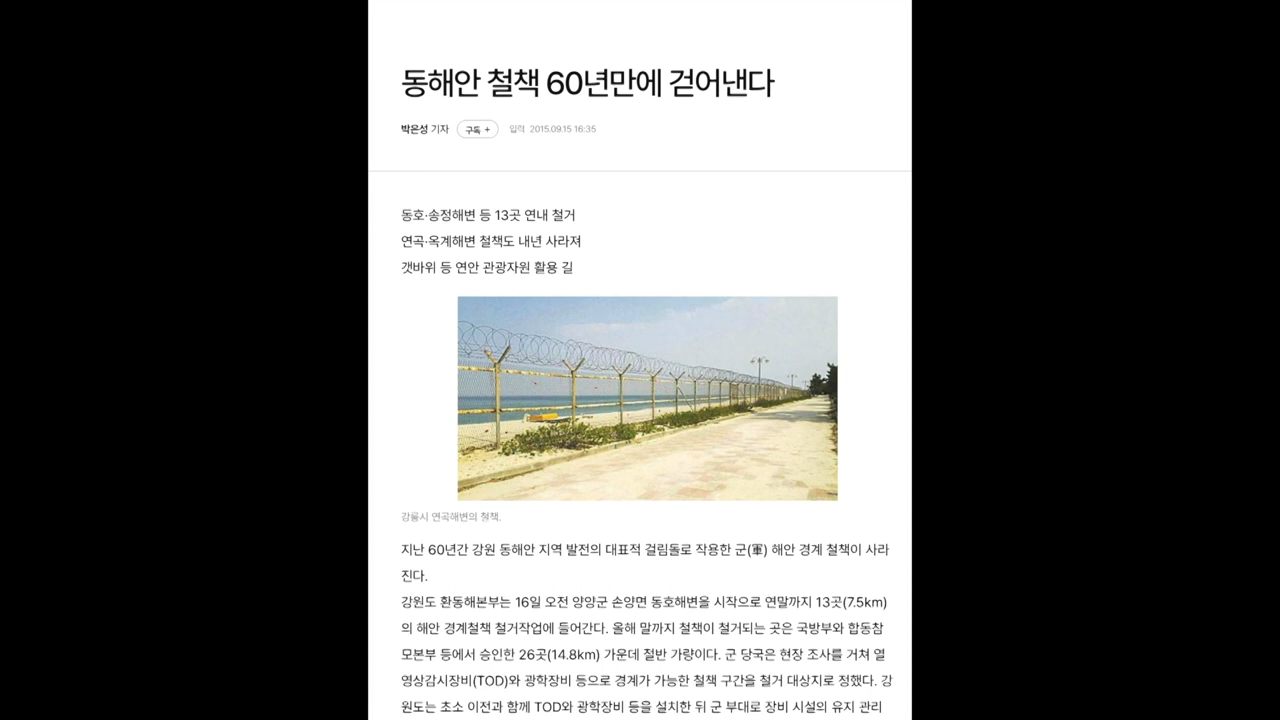 동해안 철책 60년만에 걷어낸다
박은성 기자 구독 + 입력 2015.09.15 16:35
동호·송정해변 등 13곳 연내 철거
연곡·옥계해변 철책도 내년 사라져
갯바위 등 연안 관광자원 활용 길
강릉시 연곡해변의 철책.
지난 60년간 강원 동해안 지역 발전의 대표적 걸림돌로 작용한 군(軍) 해안 경계 철책이 사라
진다.
강원도 환동해본부는 16일 오전 양양군 손양면 동호해변을 시작으로 연말까지 13곳(7.5km)
의 해안 경계철책 철거작업에 들어간다. 올해 말까지 철책이 철거되는 곳은 국방부와 합동참
모본부 등에서 승인한 26곳(14.8km) 가운데 절반 가량이다. 군 당국은 현장 조사를 거쳐 열
영상감시장비(TOD)와 광학장비 등으로 경계가 가능한 철책 구간을 철거 대상지로 정했다. 강
원도는 초소 이전과 함께 TOD와 광학장비 등을 설치한 뒤 군 부대로 장비 시설의 유지 관리